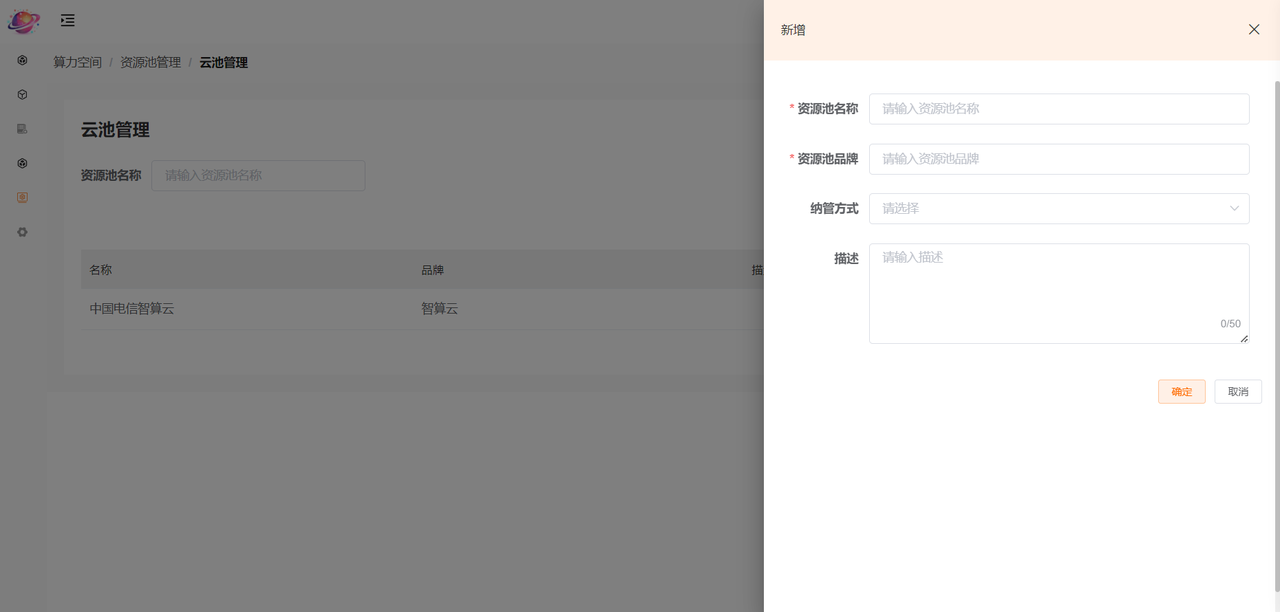 算力空间 / 资源池管理 / 云池管理
云池管理
资源池名称 请输入资源池名称
名称 品牌 描
中国电信智算云 智算云
新增
* 资源池名称 请输入资源池名称
* 资源池品牌 请输入资源池品牌
纳管方式 请选择
描述 请输入描述
0/50
确定 取消